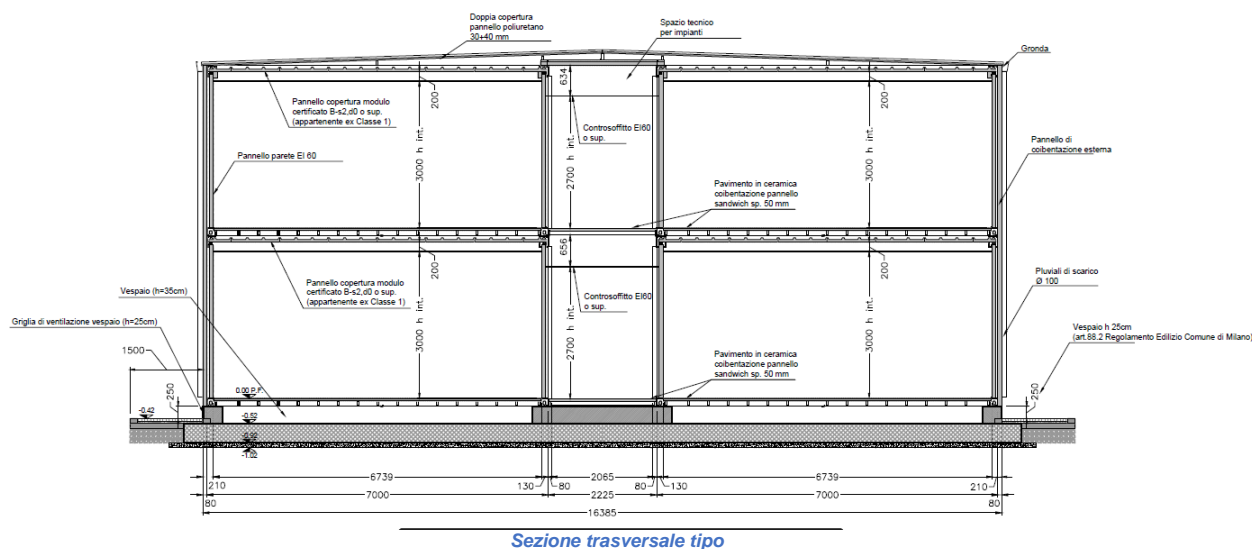 Doppia copertura
pannello poliuretano
30+40 mm
Spazio tecnico
per impianti
Gronda
634
200
200
Pannello copertura modulo
certificato B-s2,d0 o sup.
(appartenente ex Classe 1)
Controsoffitto EI60
o sup.
Pannello di
coibentazione esterna
Pannello parete EI 60
3000 h int.
2700 h int.
3000 h int.
Pavimento in ceramica
coibentazione pannello
sandwich sp. 50 mm
656
200
200
Pannello copertura modulo
certificato B-s2,d0 o sup.
(appartenente ex Classe 1)
Controsoffitto EI60
o sup.
Pluviali di scarico
Ø 100
Vespaio (h=35cm)
Griglia di ventilazione vespaio (h=25cm)
Vespaio h 25cm
(art.88.2 Regolamento Edilizio Comune di Milano)
3000 h int.
2700 h int.
3000 h int.
1500
Pavimento in ceramica
coibentazione pannello
sandwich sp. 50 mm
250
0.00 P.F.
250
-0.42
-0.52
-0.42
-1.02
6739
2065
6739
210
130
80
80
130
210
7000
2225
7000
80
80
16385
Sezione trasversale tipo